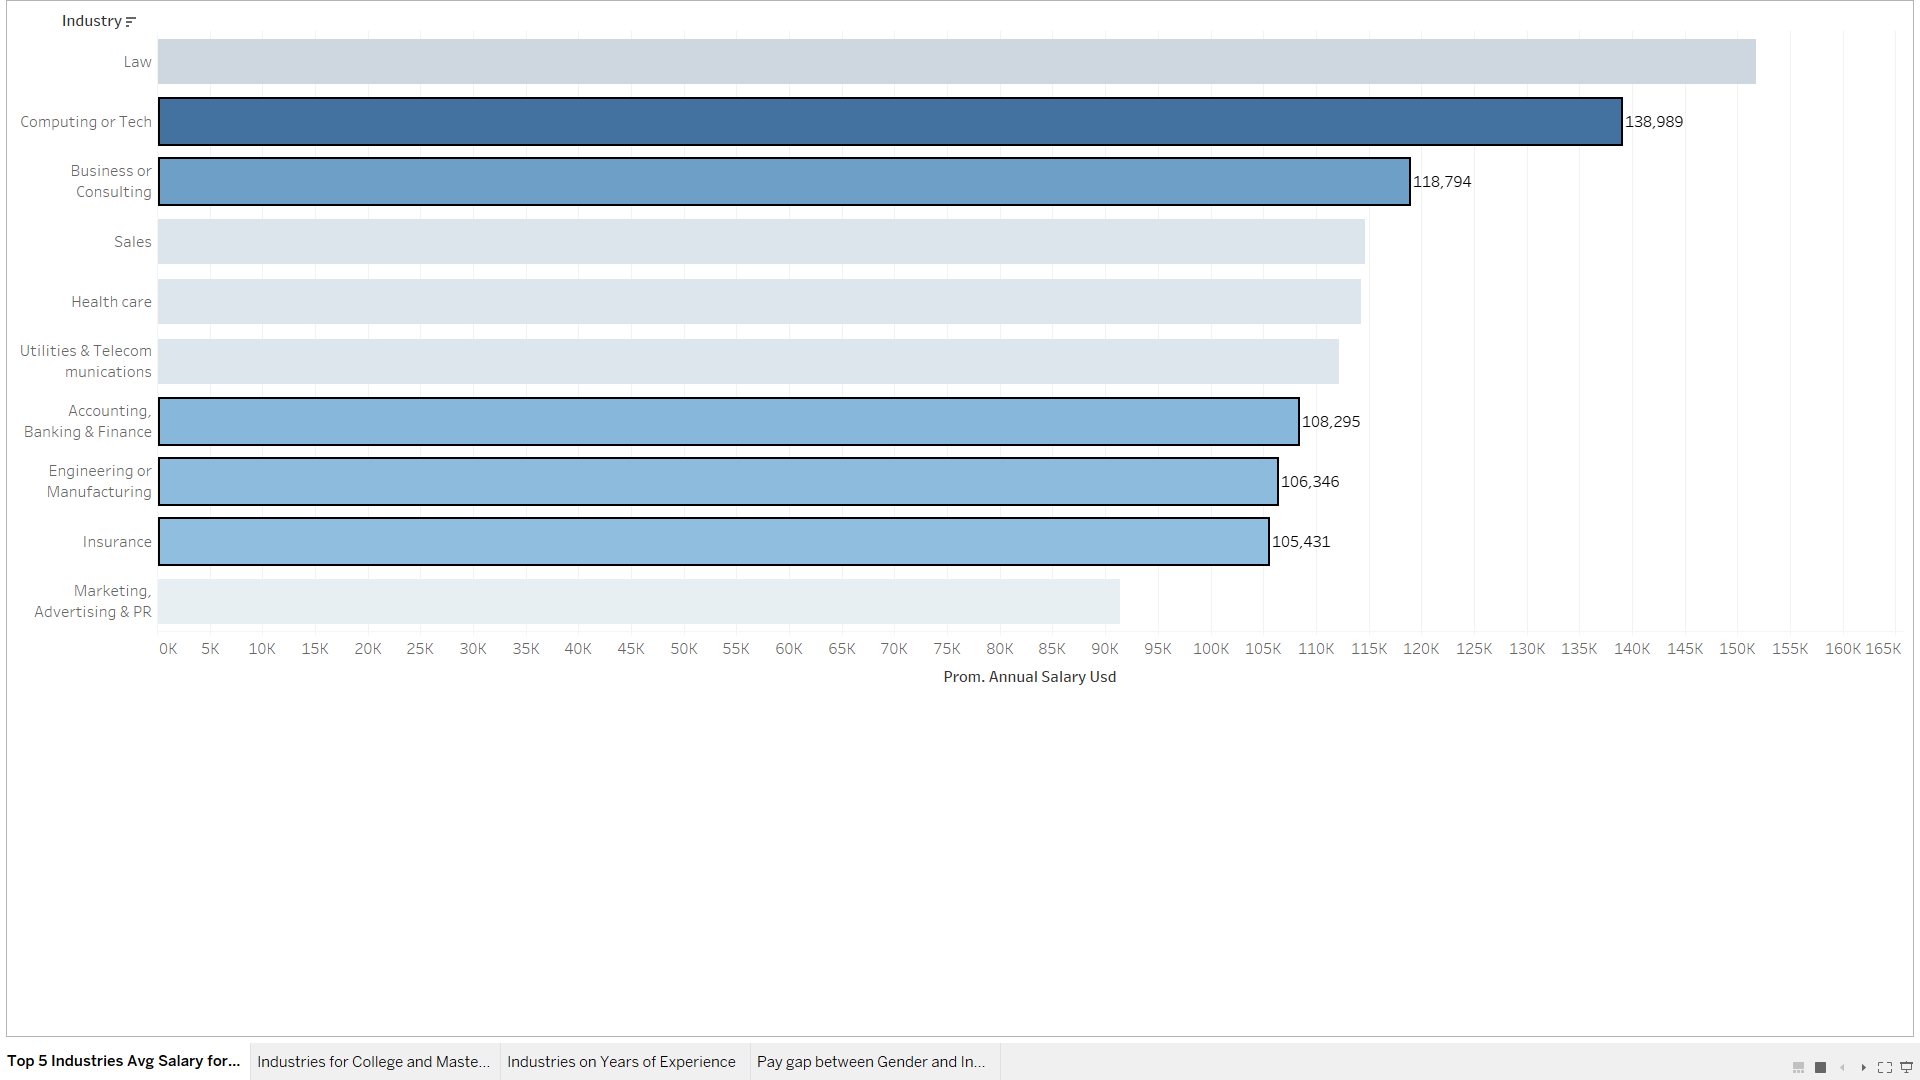 Industry
Law
Computing or Tech
138,989
Business or
Consulting
118,794
Sales
Health care
Utilities & Telecom
munications
Accounting,
Banking & Finance
108,295
Engineering or
Manufacturing
106,346
Insurance
105,431
Marketing,
Advertising & PR
0K 5K 10K 15K 20K 25K 30K 35K 40K 45K 50K 55K 60K 65K 70K 75K 80K 85K 90K 95K 100K 105K 110K 115K 120K 125K 130K 135K 140K 145K 150K 155K 160K 165K
Prom. Annual Salary Usd
Top 5 Industries Avg Salary for... Industries for College and Maste... Industries on Years of Experience Pay gap between Gender and In...